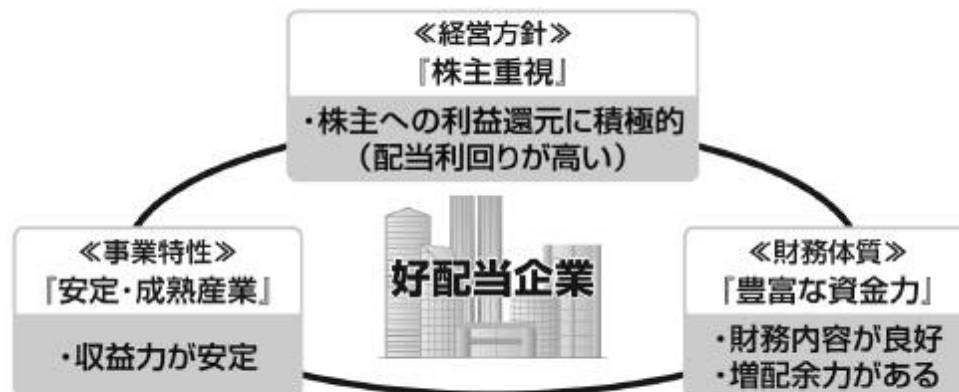 ≪経営方針≫
『株主重視』
・株主への利益還元に積極的
（配当利回りが高い）
≪事業特性≫
『安定・成熟産業』
・収益力が安定
好配当企業
≪財務体質≫
『豊富な資金力』
・財務内容が良好
・増配余力がある